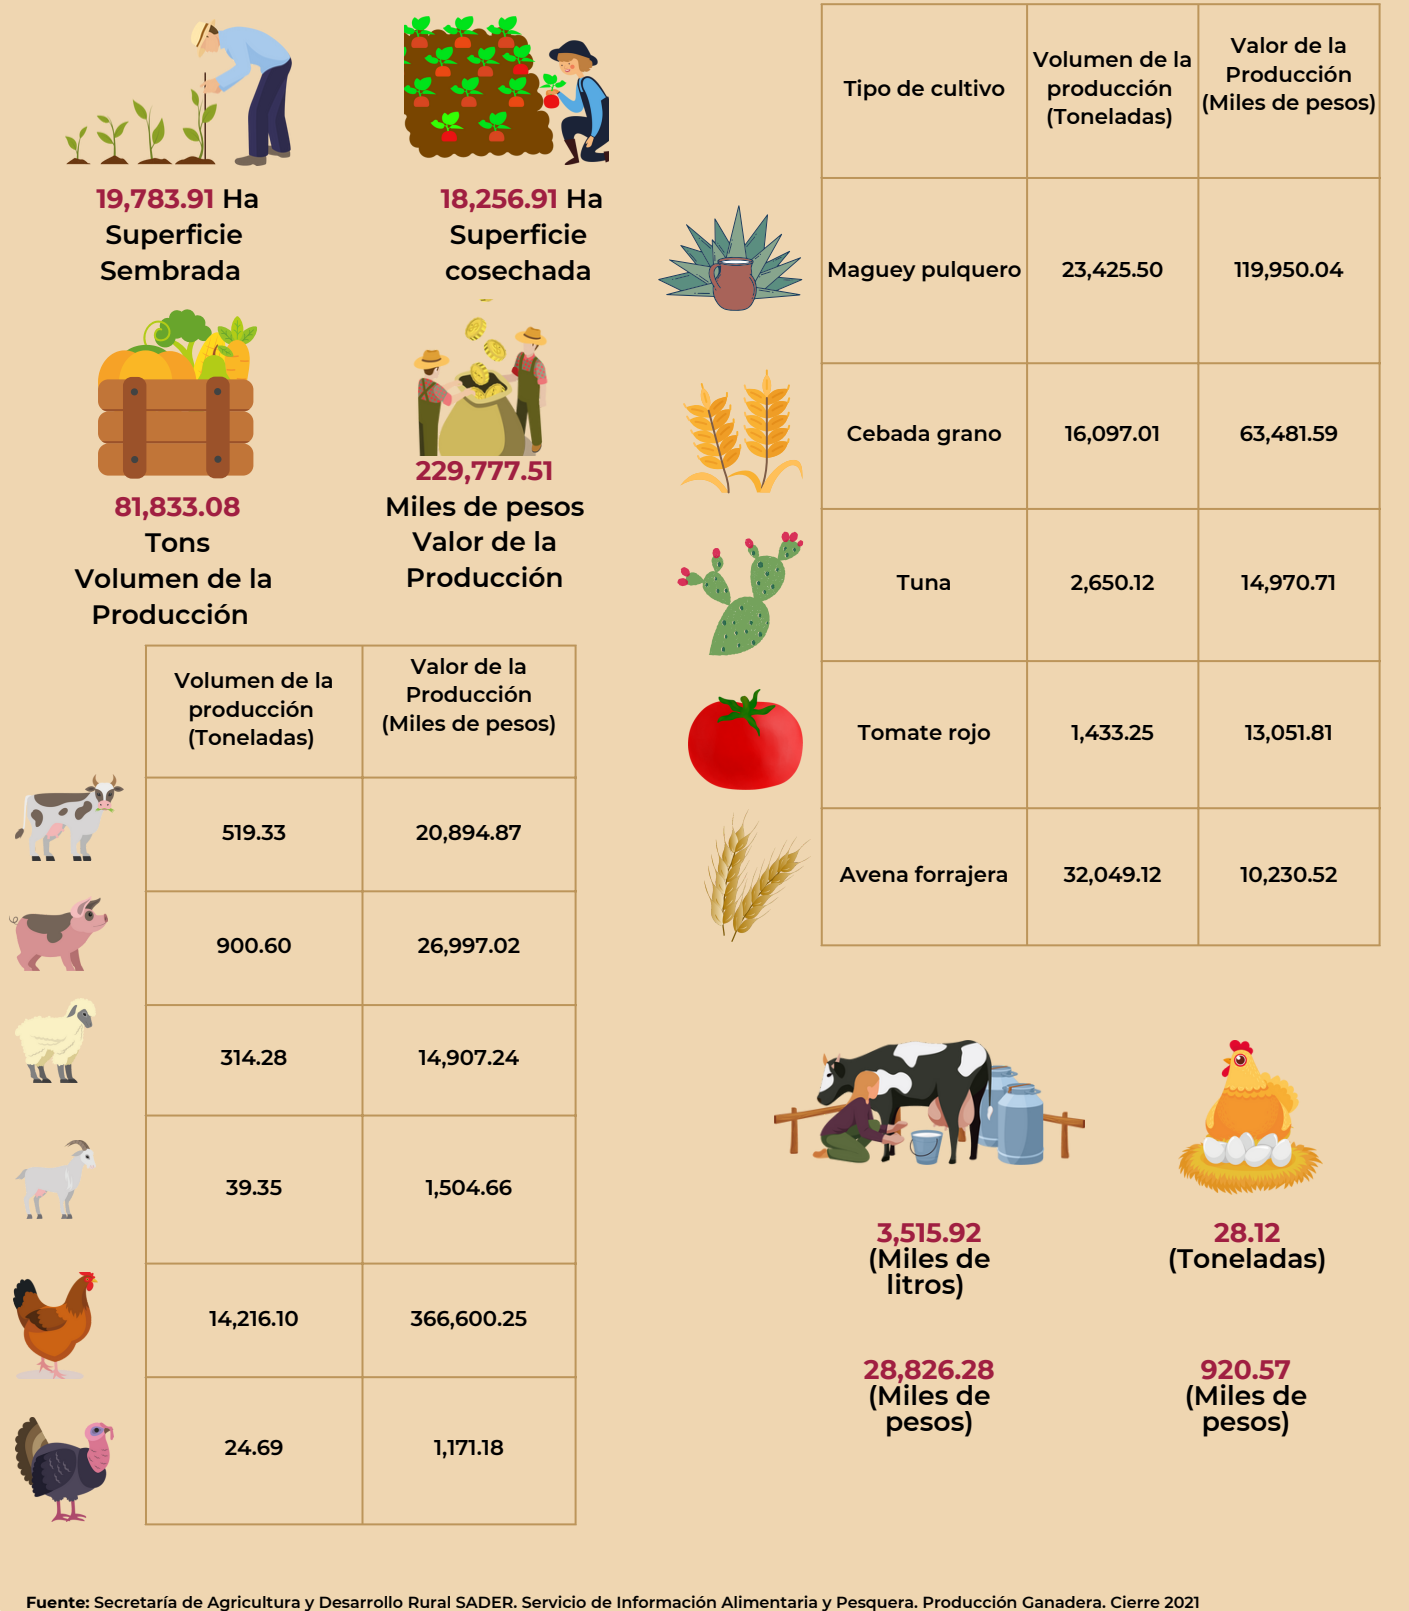 19,783.91 Ha
Superficie
Sembrada
18,256.91 Ha
Superficie
cosechada
81,833.08
Tons
Volumen de la
Producción
229,777.51
Miles de pesos
Valor de la
Producción
Volumen de la
producción
(Toneladas)
Valor de la
Producción
(Miles de pesos)
519.33
20,894.87
900.60
26,997.02
314.28
14,907.24
39.35
1,504.66
14,216.10
366,600.25
24.69
1,171.18
Tipo de cultivo
Volumen de la
producción
(Toneladas)
Valor de la
Producción
(Miles de pesos)
Maguey pulquero
23,425.50
119,950.04
Cebada grano
16,097.01
63,481.59
Tuna
2,650.12
14,970.71
Tomate rojo
1,433.25
13,051.81
Avena forrajera
32,049.12
10,230.52
3,515.92
(Miles de
litros)
28,826.28
(Miles de
pesos)
28.12
(Toneladas)
920.57
(Miles de
pesos)
Fuente: Secretaría de Agricultura y Desarrollo Rural SADER. Servicio de Información Alimentaria y Pesquera. Producción Ganadera. Cierre 2021